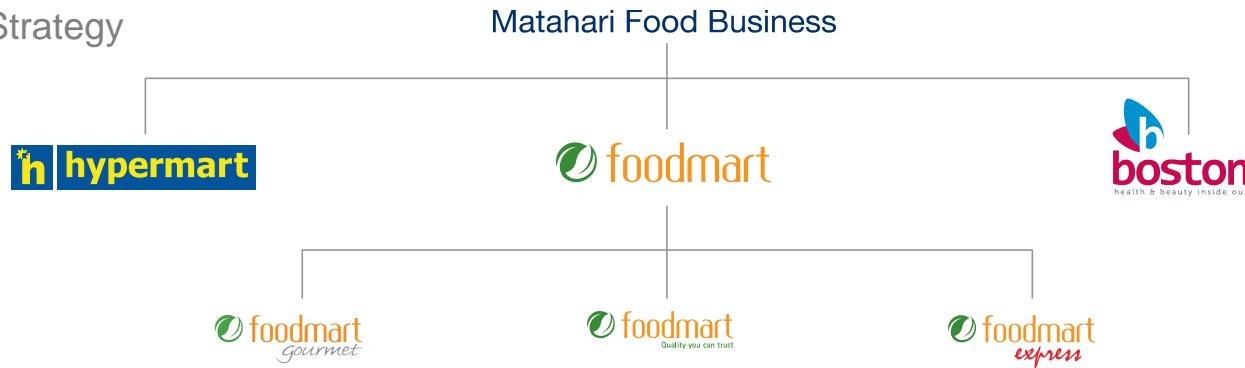 Strategy
Matahari Food Business
h hypermart
foodmart
b
boston
health & beauty inside ou
foodmart
gourmet
foodmart
Quality you can trust
foodmart
express